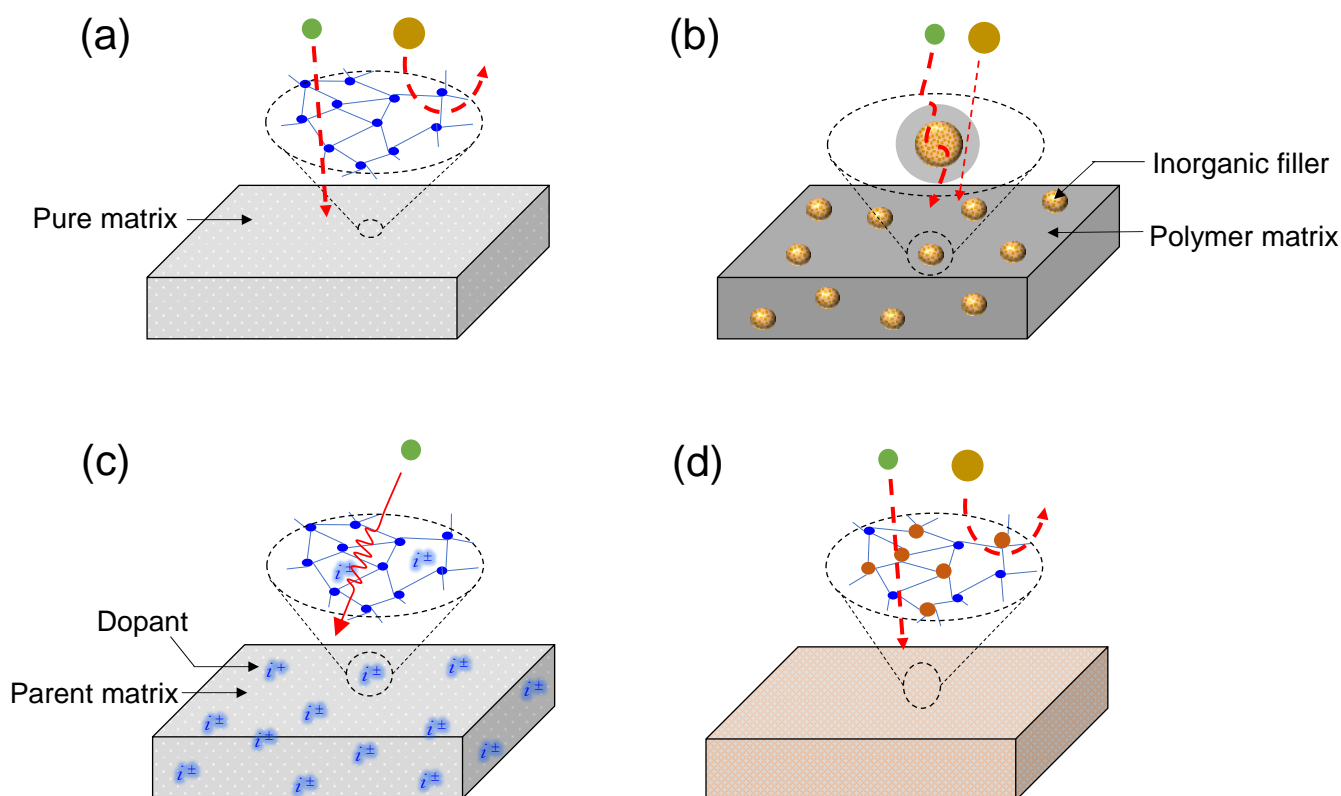 (a)
(b)
Pure matrix
Inorganic filler
Polymer matrix
(c)
(d)
i±
i±
Dopant
Parent matrix
i+
i±
i±
i±
i±
i±
i±
i±
i±
i±
i±
i±
i±